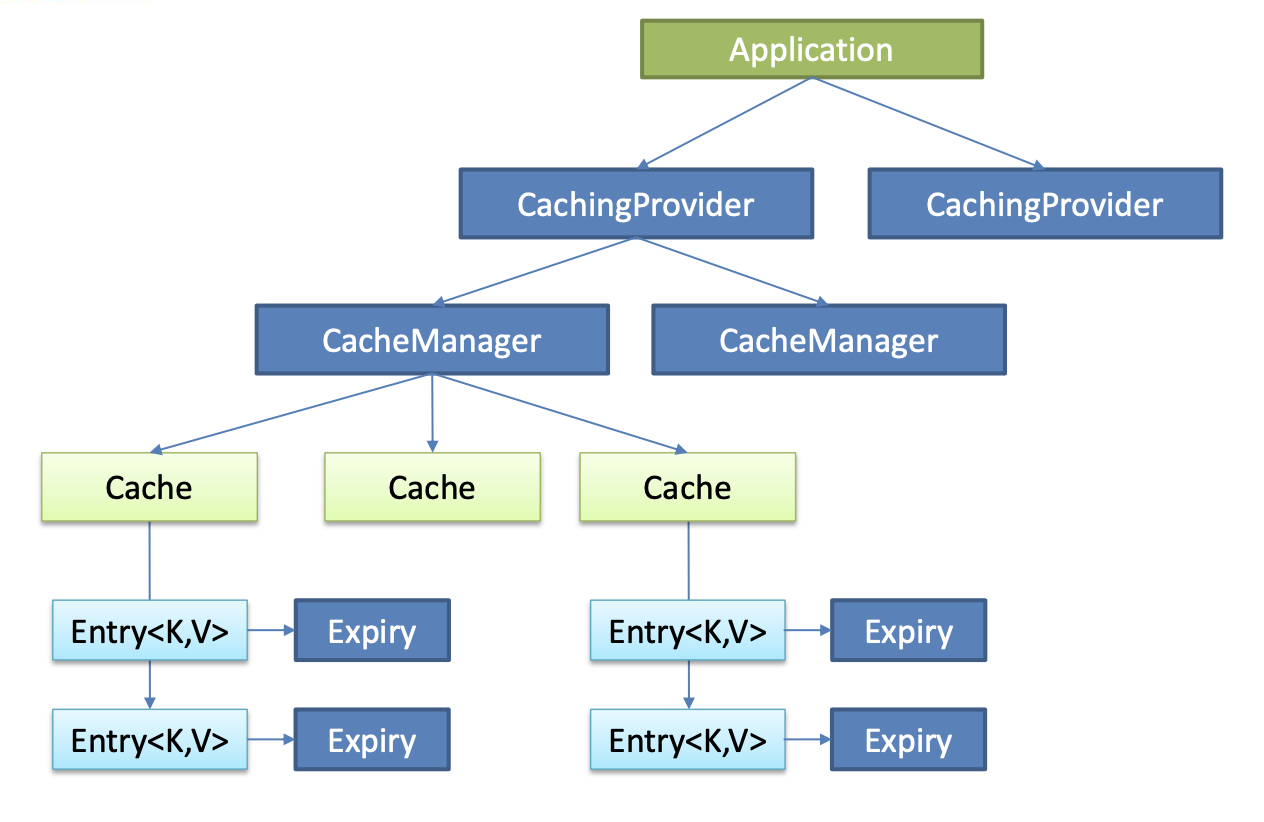 Application
CachingProvider
CachingProvider
CacheManager
CacheManager
Cache
Cache
Cache
Entry<K,V>
Expiry
Entry<K,V>
Expiry
Entry<K,V>
Expiry
Entry<K,V>
Expiry